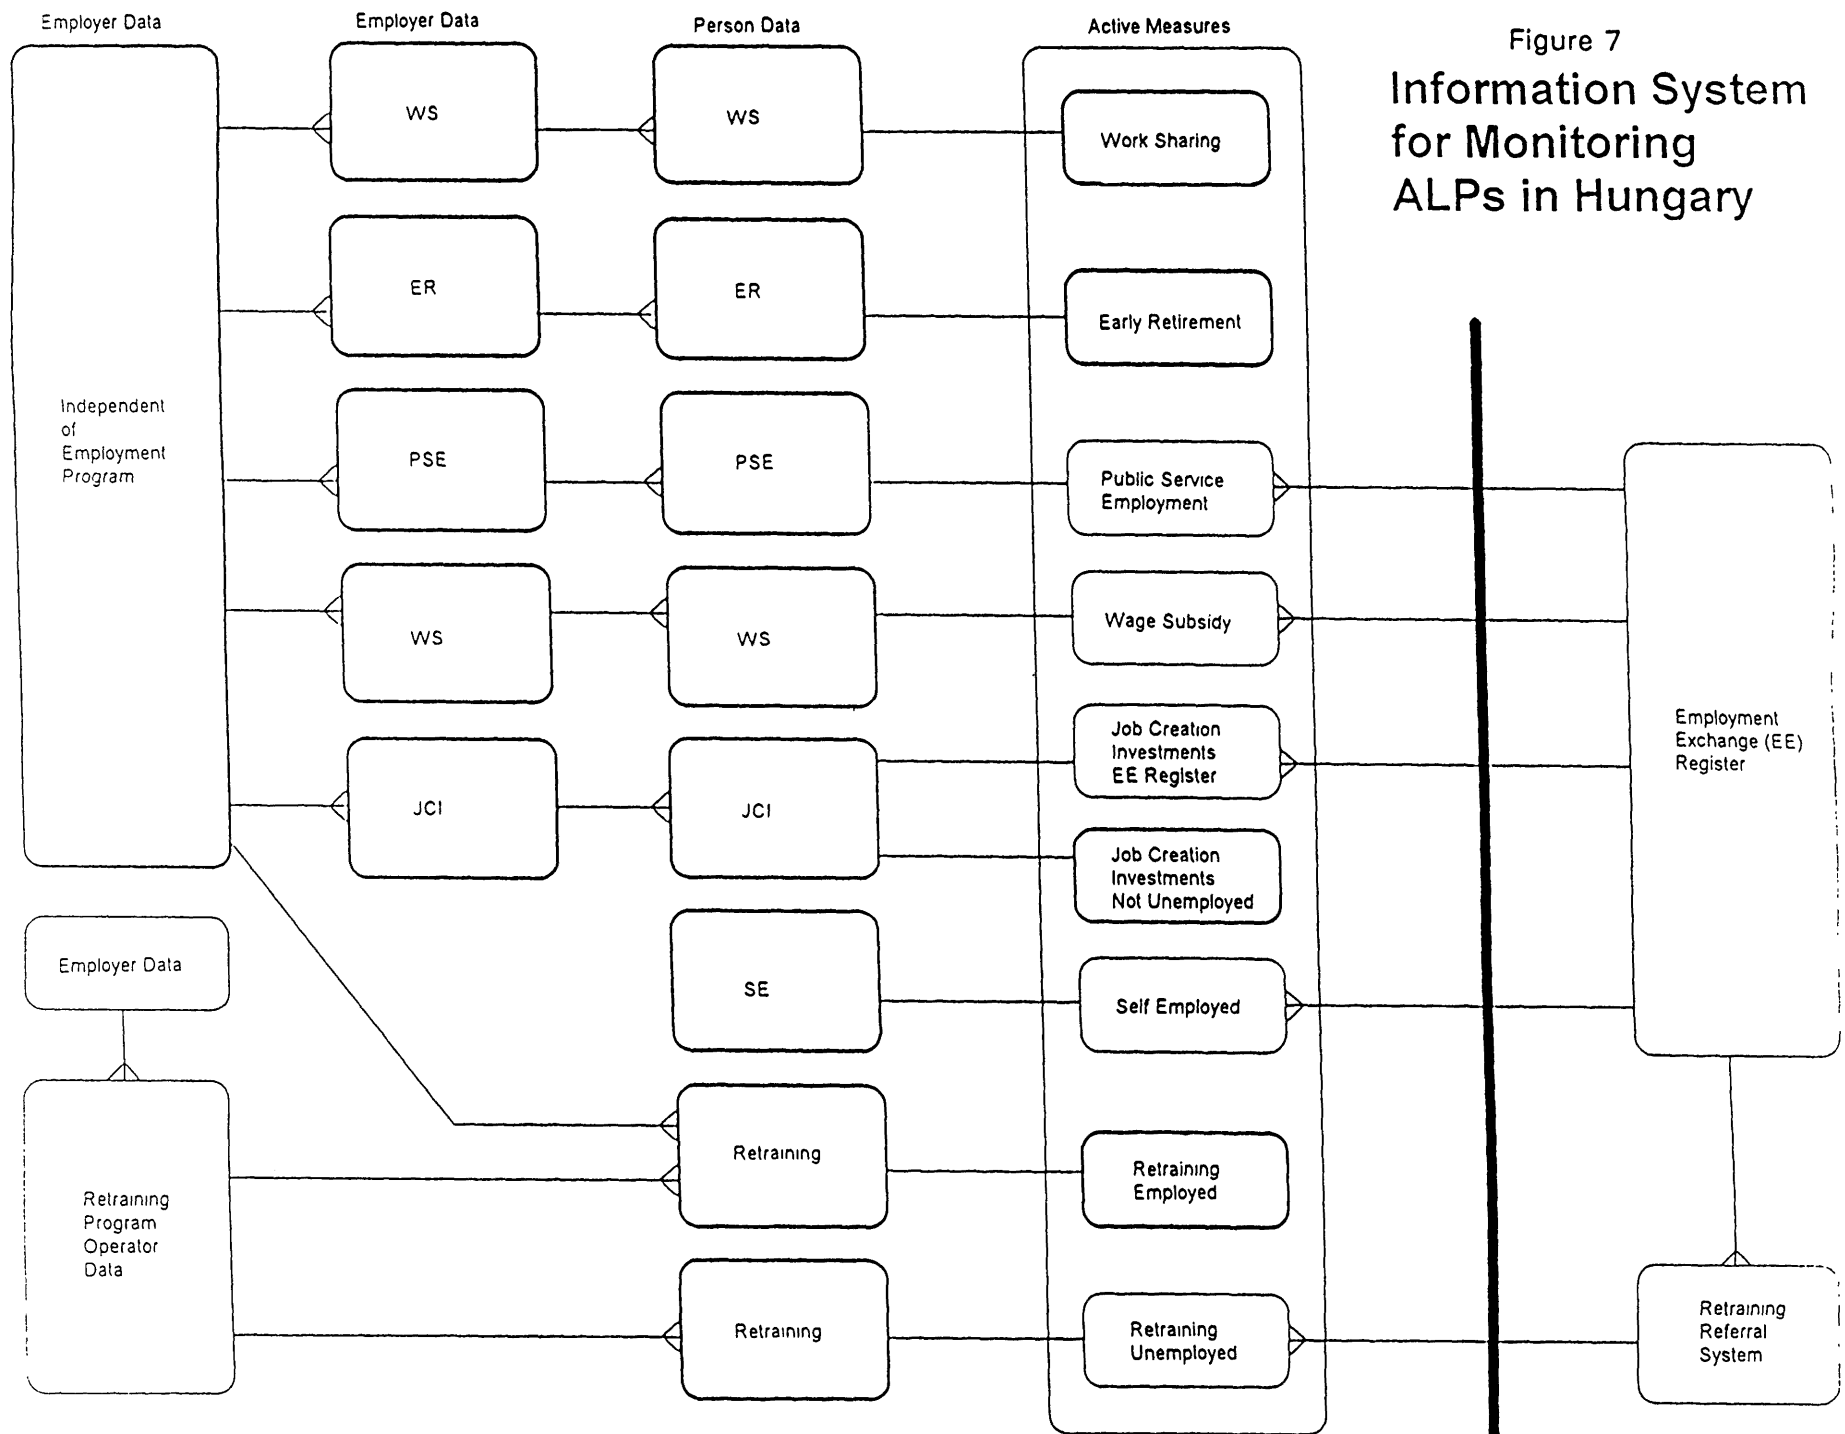 Employer Data
Employer Data
Person Data
Active Measures
Figure 7
Information System
for Monitoring
ALPs in Hungary
Independent
of
Employment
Program
WS
WS
Work Sharing
ER
ER
Early Retirement
PSE
PSE
Public Service
Employment
WS
WS
Wage Subsidy
JCI
JCI
Job Creation
Investments
EE Register
Job Creation
Investments
Not Unemployed
Employment
Exchange (EE)
Register
Employer Data
SE
Self Employed
Retraining
Program
Operator
Data
Retraining
Retraining
Employed
Retraining
Retraining
Unemployed
Retraining
Referral
System